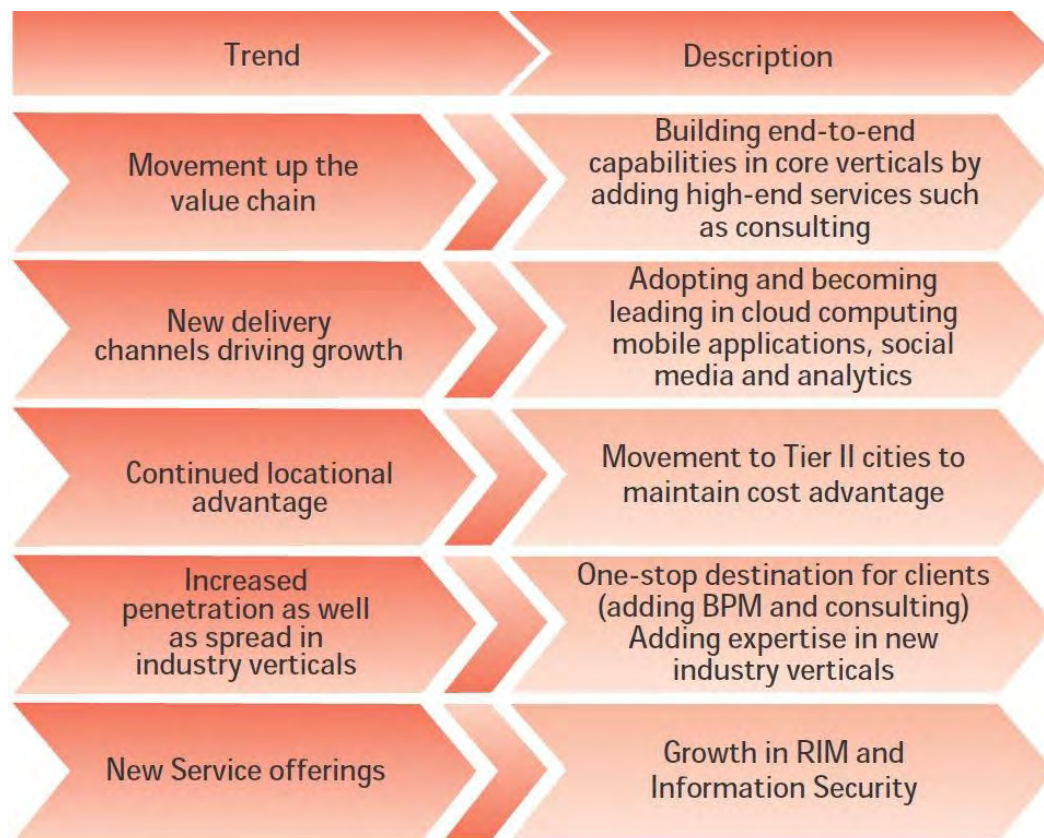 Trend
Description
Movement up the
value chain
Building end-to-end
capabilities in core verticals by
adding high-end services such
as consulting
New delivery
channels driving growth
Adopting and becoming
leading in cloud computing
mobile applications, social
media and analytics
Continued locational
advantage
Movement to Tier II cities to
maintain cost advantage
Increased
penetration as well
as spread in
industry verticals
One-stop destination for clients
(adding BPM and consulting)
Adding expertise in new
industry verticals
New Service offerings
Growth in RIM and
Information Security